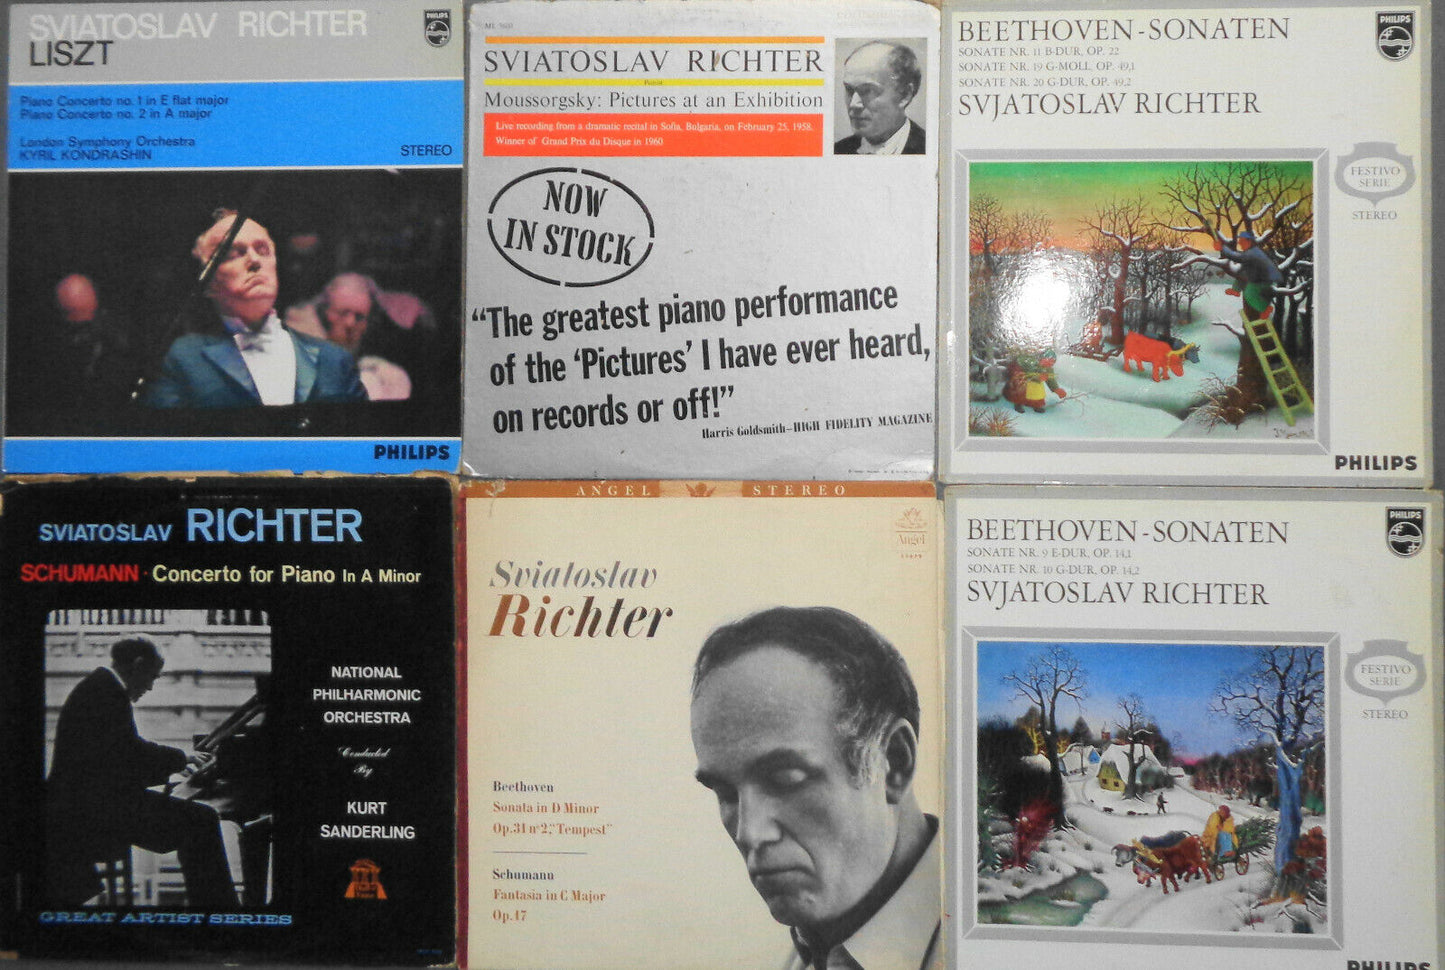 SVIATOSLAV RICHTER
LISZT
PHILIPS
Piano Concerto no. 1 in E flat major
Piano Concerto no. 2 in A major
London Symphony Orchestra
KYRIL KONDRASHIN
STEREO
PHILIPS
ML 5600
SVIATOSLAV RICHTER
Pianist
Moussorgsky: Pictures at an Exhibition
Live recording from a dramatic recital in Sofia, Bulgaria, on February 25, 1958.
Winner of Grand Prix du Disque in 1960
NOW
IN STOCK
“The greatest piano performance
of the ‘Pictures’ I have ever heard,
on records or off!”
Harris Goldsmith—HIGH FIDELITY MAGAZINE
BEETHOVEN-SONATEN
SONATE NR. 11 B-DUR, OP. 22
SONATE NR. 19 G-MOLL, OP. 49,1
SONATE NR. 20 G-DUR, OP. 49,2
SVJATOSLAV RICHTER
PHILIPS
FESTIVO
SERIE
STEREO
PHILIPS
SVIATOSLAV RICHTER
SCHUMANN · Concerto for Piano In A Minor
NATIONAL
PHILHARMONIC
ORCHESTRA
Conducted
By
KURT
SANDERLING
GREAT ARTIST SERIES
ANGEL STEREO
Angel
Sviatoslav
Richter
Beethoven
Sonata in D Minor
Op.31 nº2,“Tempest”
Schumann
Fantasia in C Major
Op.17
BEETHOVEN-SONATEN
SONATE NR. 9 E-DUR, OP. 14,1
SONATE NR. 10 G-DUR, OP. 14,2
SVJATOSLAV RICHTER
PHILIPS
FESTIVO
SERIE
STEREO
PHILIPS